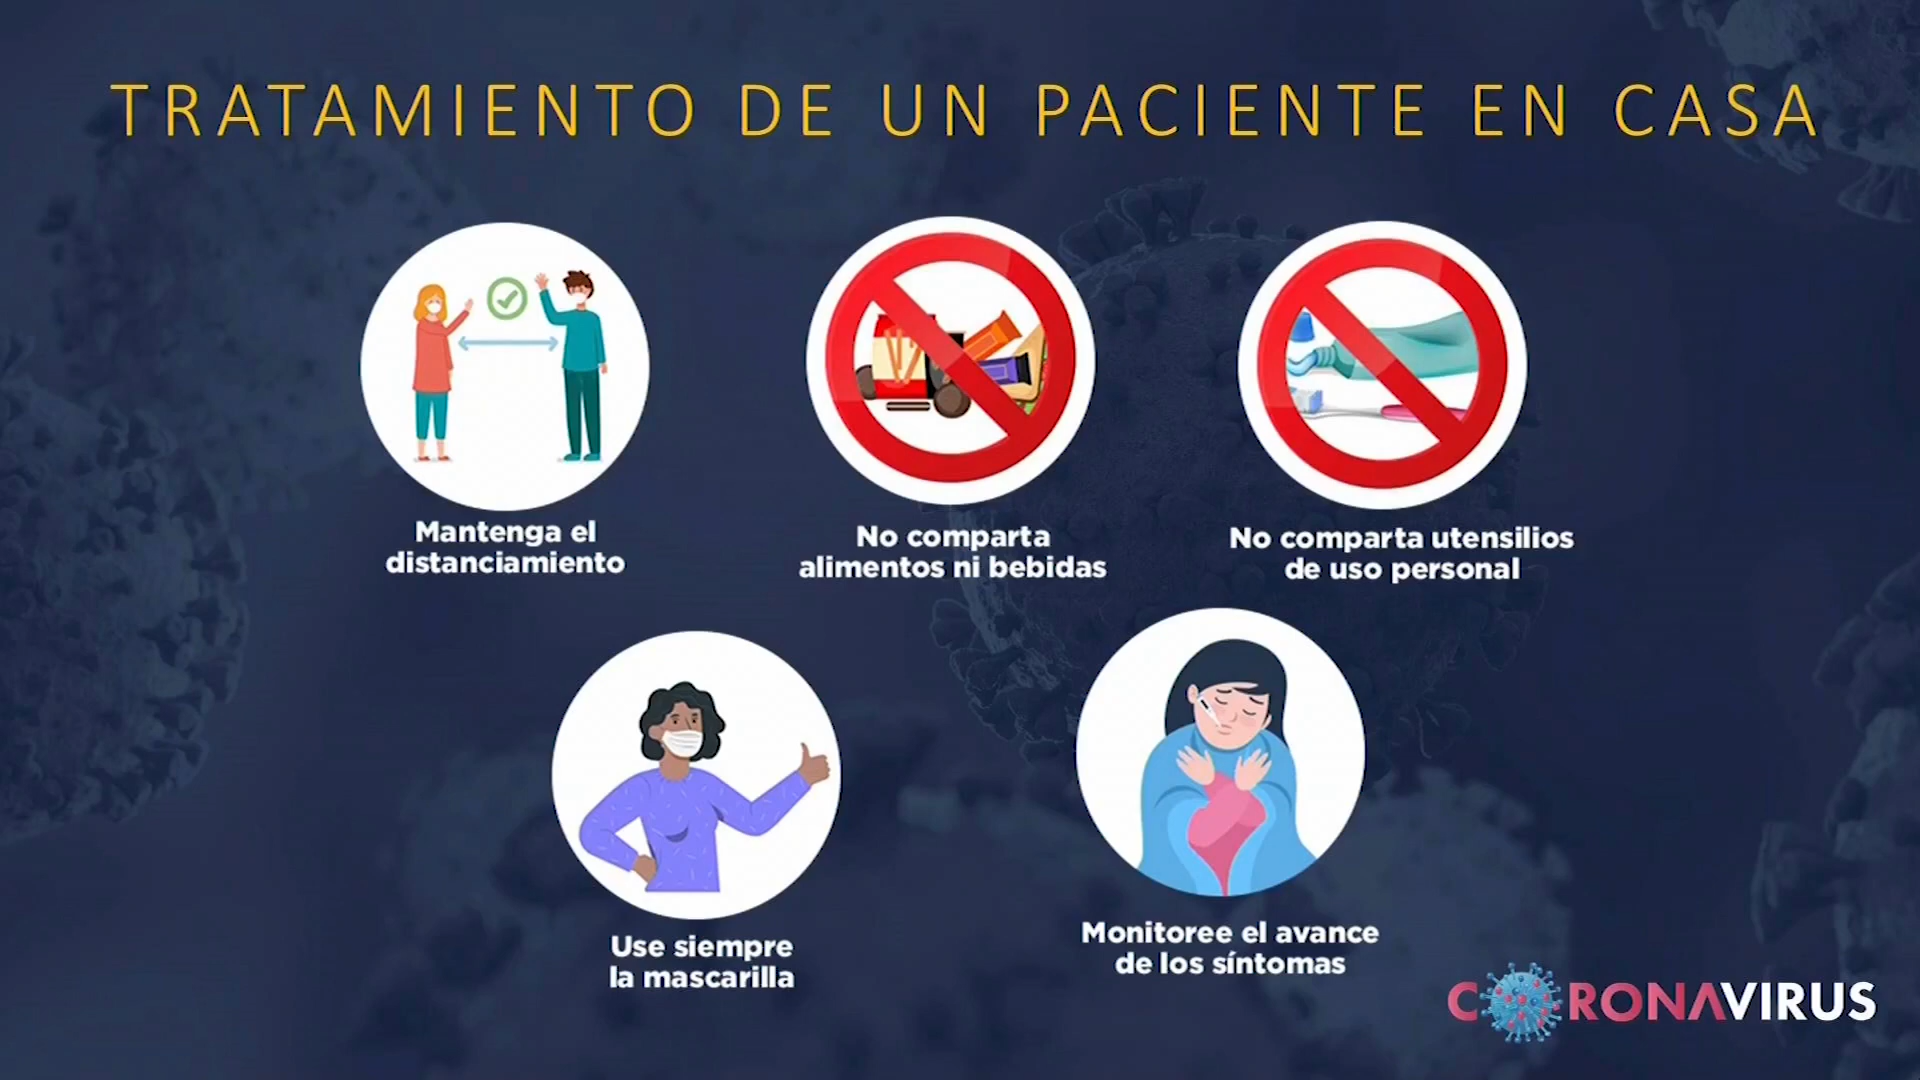 TRATAMIENTO DE UN PACIENTE EN CASA
Mantenga el
distanciamiento
No comparta
alimentos ni bebidas
No comparta utensilios
de uso personal
Use siempre
la mascarilla
Monitoree el avance
de los síntomas
CORONAVIRUS